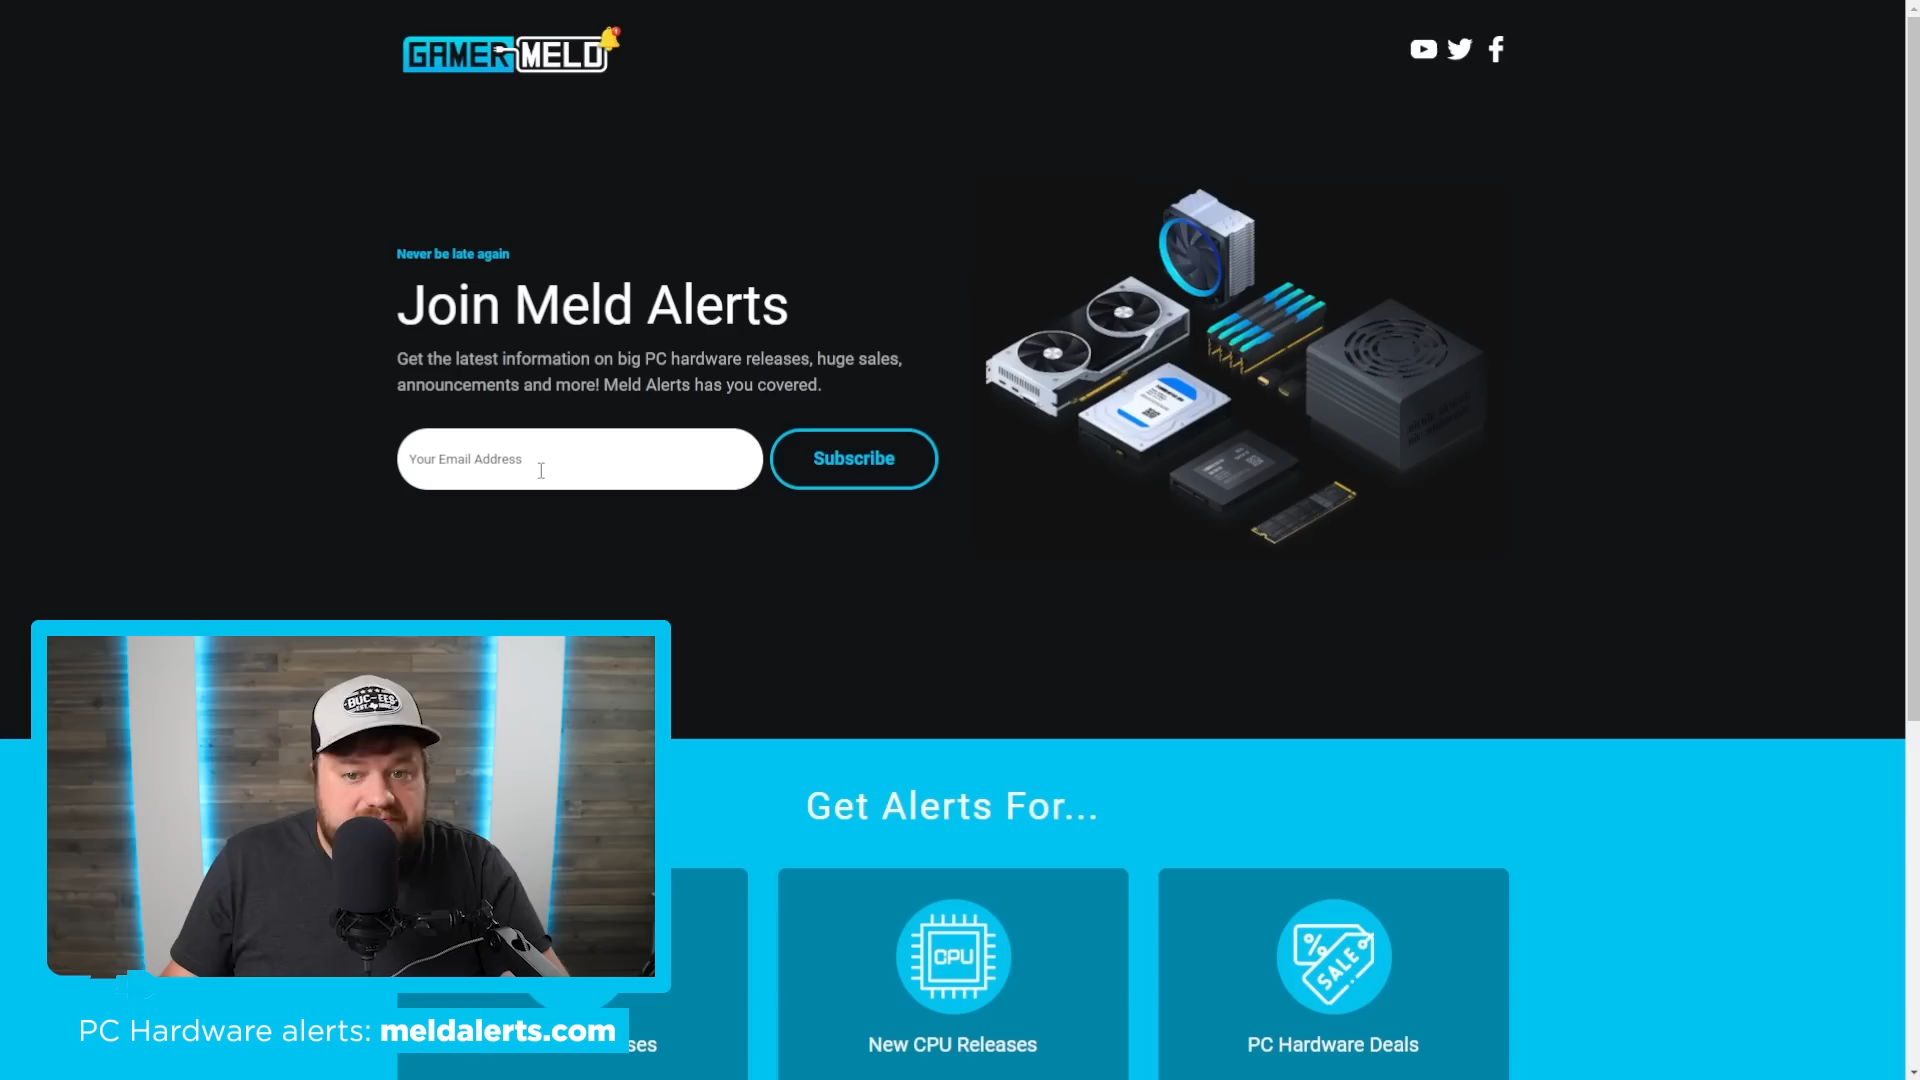 GAMER MELD
Never be late again
Join Meld Alerts
Get the latest information on big PC hardware releases, huge sales,
announcements and more! Meld Alerts has you covered.
Your Email Address
Subscribe
BUC-EE'S
Get Alerts For...
CPU
% SALE
ses
New CPU Releases
PC Hardware Deals
PC Hardware alerts: meldalerts.com